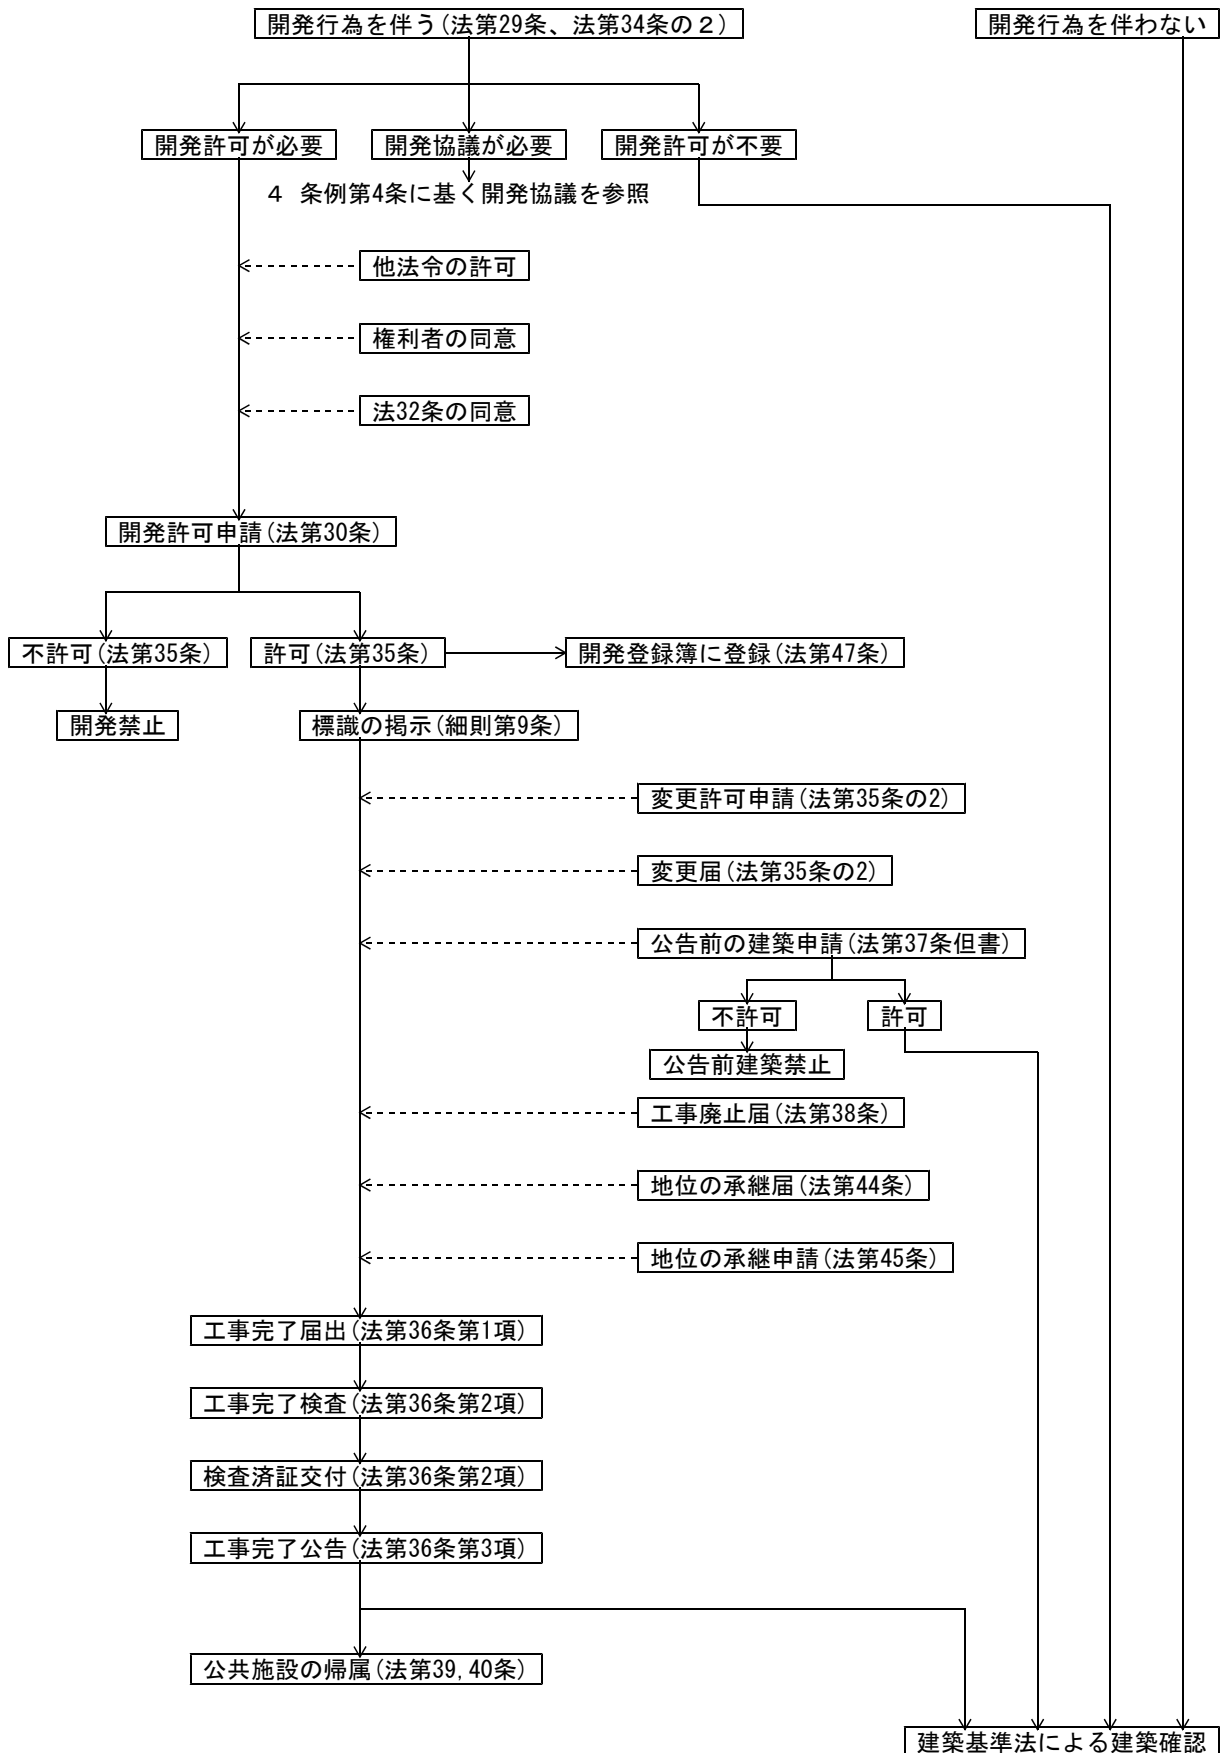 開発行為を伴う(法第29条、法第34条の２)
開発行為を伴わない
開発許可が必要
開発協議が必要
開発許可が不要
４ 条例第4条に基く開発協議を参照
他法令の許可
権利者の同意
法32条の同意
開発許可申請(法第30条)
不許可(法第35条)
許可(法第35条)
開発登録簿に登録(法第47条)
開発禁止
標識の掲示(細則第9条)
変更許可申請(法第35条の2)
変更届(法第35条の2)
公告前の建築申請(法第37条但書)
不許可
許可
公告前建築禁止
工事廃止届(法第38条)
地位の承継届(法第44条)
地位の承継申請(法第45条)
工事完了届出(法第36条第1項)
工事完了検査(法第36条第2項)
検査済証交付(法第36条第2項)
工事完了公告(法第36条第3項)
公共施設の帰属(法第39,40条)
建築基準法による建築確認